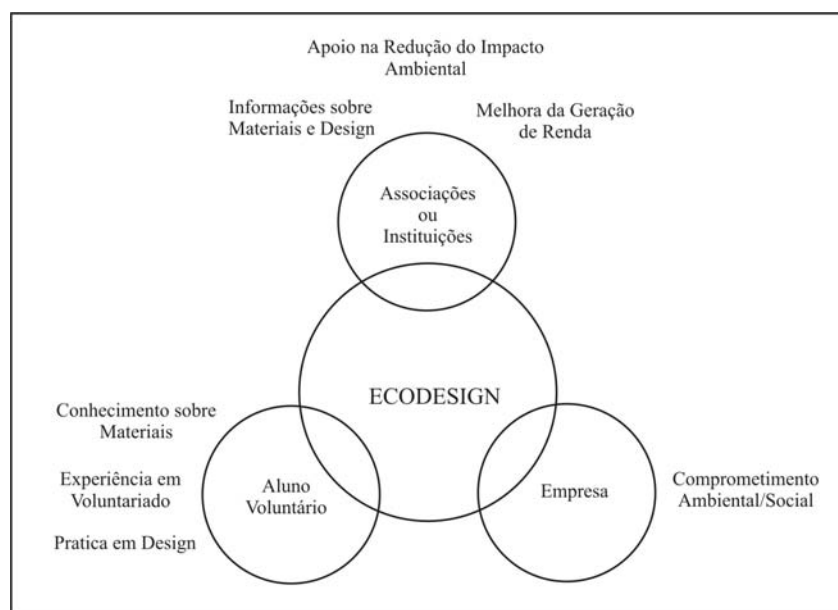 Apoio na Redução do Impacto
Ambiental
Informações sobre
Materiais e Design
Melhora da Geração
de Renda
Associações
ou
Instituições
ECODESIGN
Conhecimento sobre
Materiais
Experiência em
Voluntariado
Pratica em Design
Aluno
Voluntário
Empresa
Comprometimento
Ambiental/Social